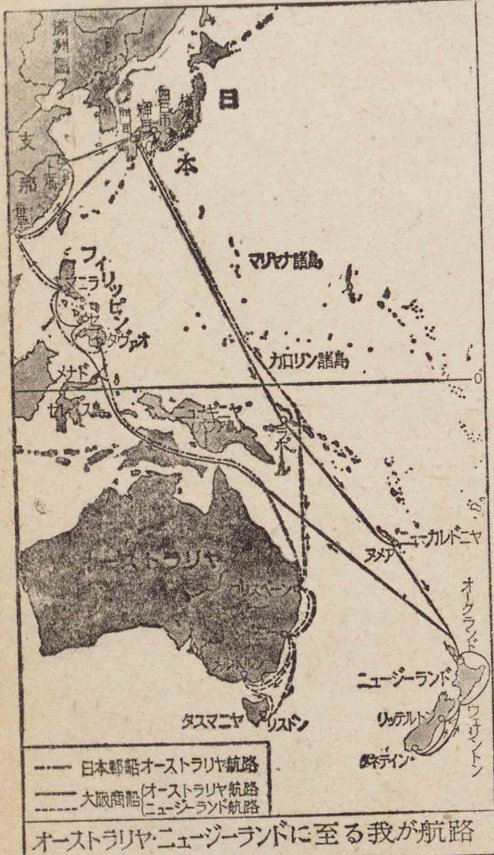 満洲國
日本
支那
マリヤナ諸島
フィリッピン
マニラ
ダヴァオ
カロリン諸島
メナド
セレベス島
0°
ニューギニヤ
ニューカルドニヤ
ヌメア
オーストラリヤ
ブリスベーン
オークランド
ニュージーランド
リッテルトン
ウェリントン
タスマニヤ
日本郵船オーストラリヤ航路
大阪商船(オーストラリヤ航路
ニュージーランド航路
オーストラリヤ・ニュージーランドに至る我が航路